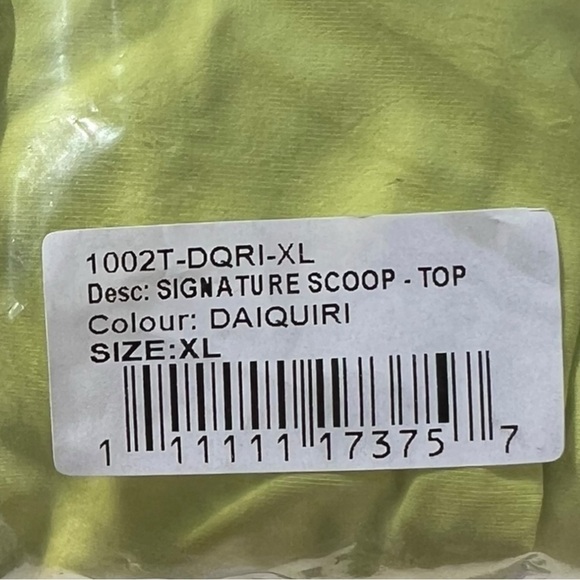 1002T-DQRI-XL
Desc: SIGNATURE SCOOP - TOP
Colour: DAIQUIRI
SIZE:XL
1 11111 17375 7